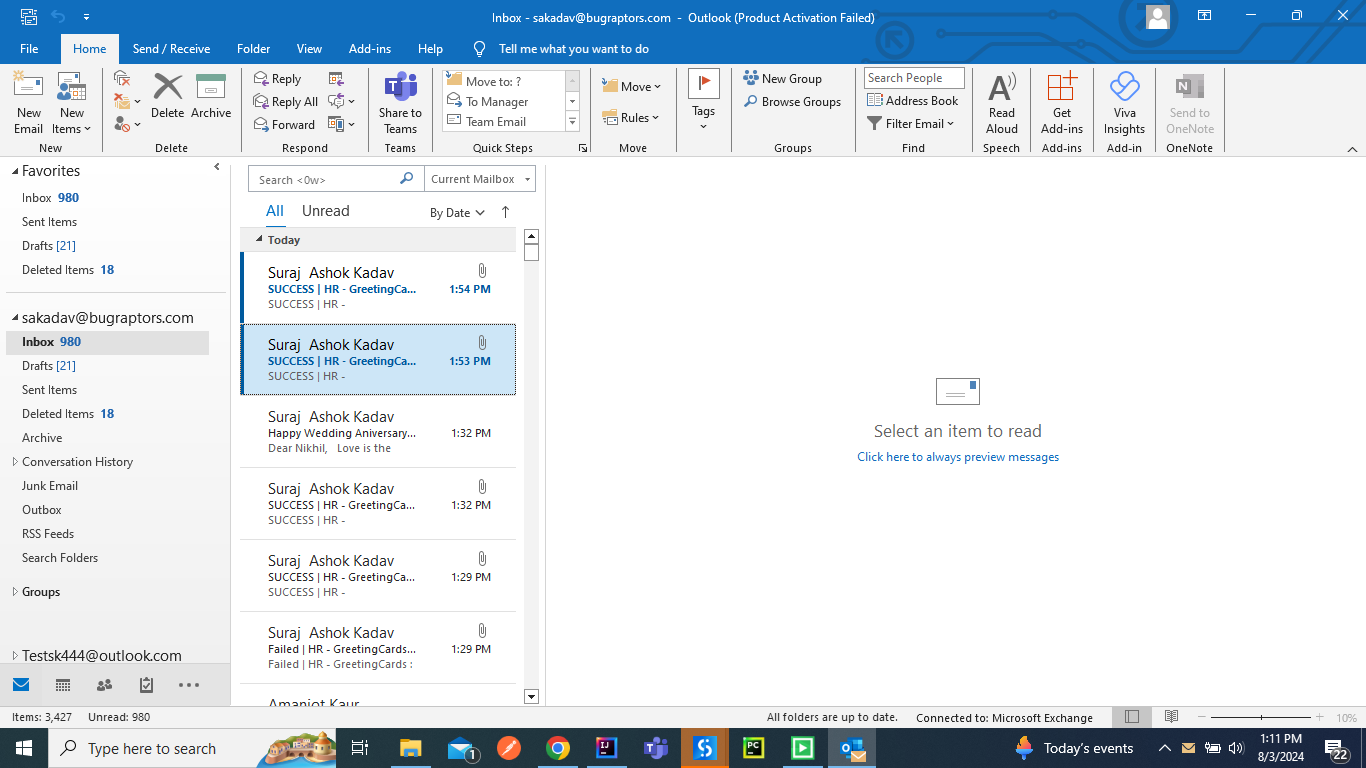 Inbox - sakadav@bugraptors.com - Outlook (Product Activation Failed)
File Home Send / Receive Folder View Add-ins Help Tell me what you want to do
New Email
New Items
New
Delete
Archive
Delete
Reply
Reply All
Forward
Respond
Share to Teams
Teams
Move to: ?
To Manager
Team Email
Quick Steps
Move
Rules
Move
Tags
New Group
Browse Groups
Groups
Search People
Address Book
Filter Email
Find
Read Aloud
Speech
Get Add-ins
Add-ins
Viva Insights
Add-in
Send to OneNote
OneNote
Favorites
Inbox 980
Sent Items
Drafts [21]
Deleted Items 18
sakadav@bugraptors.com
Inbox 980
Drafts [21]
Sent Items
Deleted Items 18
Archive
Conversation History
Junk Email
Outbox
RSS Feeds
Search Folders
Groups
Testsk444@outlook.com
Search <0w> Current Mailbox
All Unread By Date
Today
Suraj Ashok Kadav
SUCCESS | HR - GreetingCa... 1:54 PM
SUCCESS | HR -
Suraj Ashok Kadav
SUCCESS | HR - GreetingCa... 1:53 PM
SUCCESS | HR -
Suraj Ashok Kadav
Happy Wedding Aniversary... 1:32 PM
Dear Nikhil, Love is the
Suraj Ashok Kadav
SUCCESS | HR - GreetingCa... 1:32 PM
SUCCESS | HR -
Suraj Ashok Kadav
SUCCESS | HR - GreetingCa... 1:29 PM
SUCCESS | HR -
Suraj Ashok Kadav
Failed | HR - GreetingCards... 1:29 PM
Failed | HR - GreetingCards :
Amanjot Kaur
Select an item to read
Click here to always preview messages
Items: 3,427 Unread: 980 All folders are up to date. Connected to: Microsoft Exchange 10%
Type here to search
1
Today's events
1:11 PM
8/3/2024
22